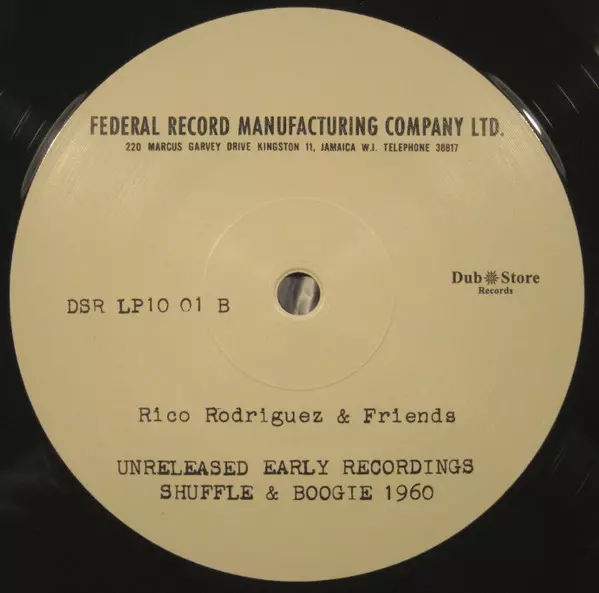 FEDERAL RECORD MANUFACTURING COMPANY LTD.
220 MARCUS GARVEY DRIVE KINGSTON 11, JAMAICA W.I. TELEPHONE 38817
Dub Store
Records
DSR LP10 01 B
Rico Rodriguez & Friends
UNRELEASED EARLY RECORDINGS
SHUFFLE & BOOGIE 1960